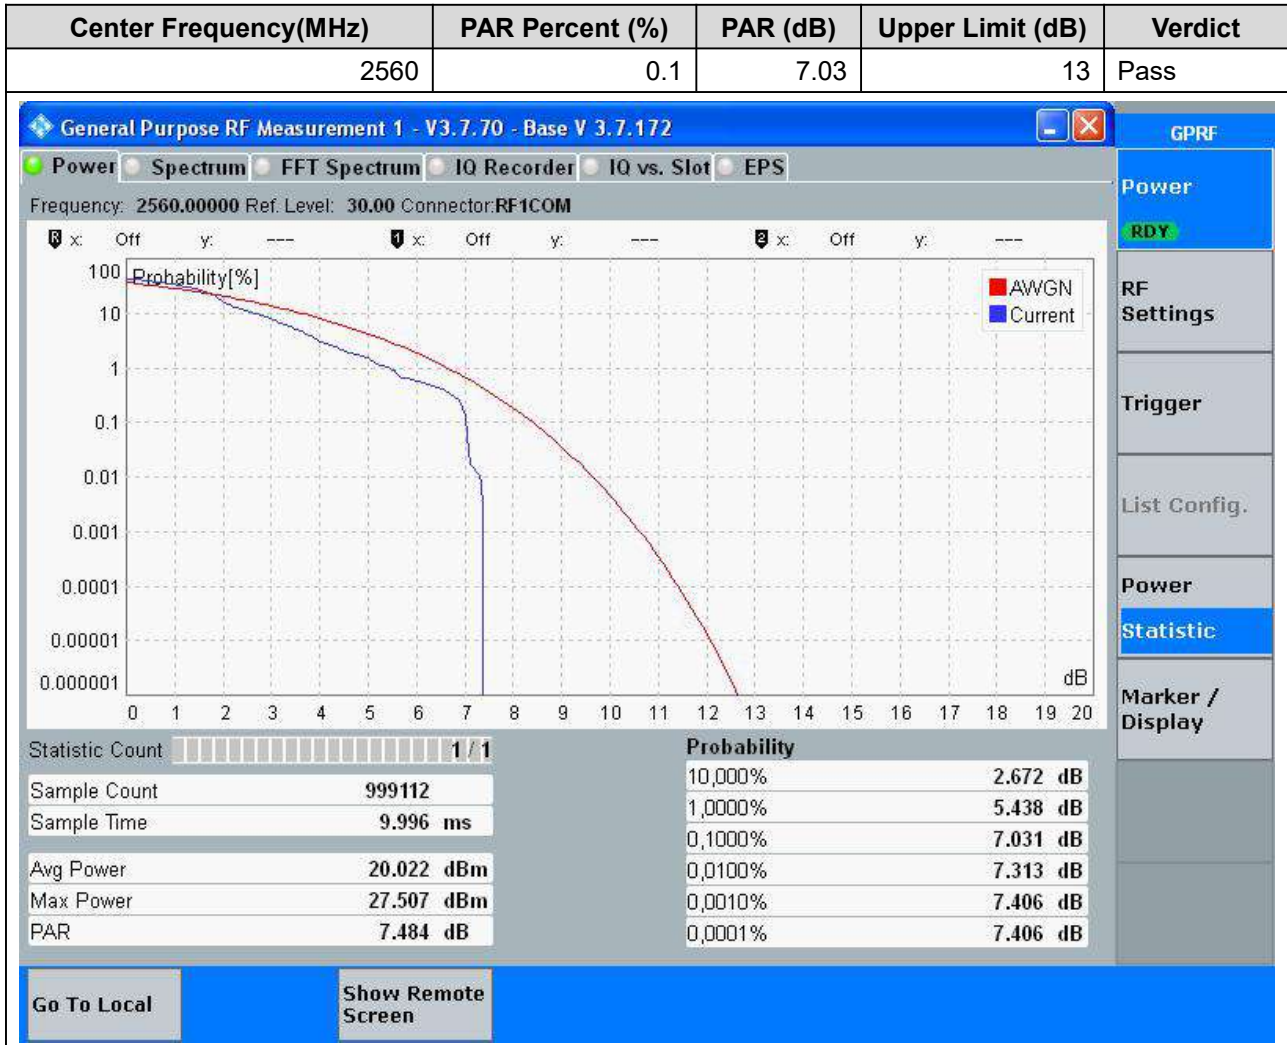 Center Frequency(MHz) PAR Percent (%) PAR (dB) Upper Limit (dB) Verdict
2560 0.1 7.03 13 Pass
General Purpose RF Measurement 1 - V3.7.70 - Base V 3.7.172
GPRF
Power Spectrum FFT Spectrum IQ Recorder IQ vs. Slot EPS
Power
RDY
Frequency: 2560.00000 Ref. Level: 30.00 Connector:RF1COM
R x: Off y: --- 1 x: Off y: --- 2 x: Off y: ---
Probability[%]
AWGN
Current
100
10
1
0.1
0.01
0.001
0.0001
0.00001
0.000001
dB
0 1 2 3 4 5 6 7 8 9 10 11 12 13 14 15 16 17 18 19 20
RF
Settings
Trigger
List Config.
Power
Statistic
Marker /
Display
Statistic Count 1 / 1
Sample Count 999112
Sample Time 9.996 ms
Avg Power 20.022 dBm
Max Power 27.507 dBm
PAR 7.484 dB
Probability
10,000% 2.672 dB
1,0000% 5.438 dB
0,1000% 7.031 dB
0,0100% 7.313 dB
0,0010% 7.406 dB
0,0001% 7.406 dB
Go To Local
Show Remote
Screen